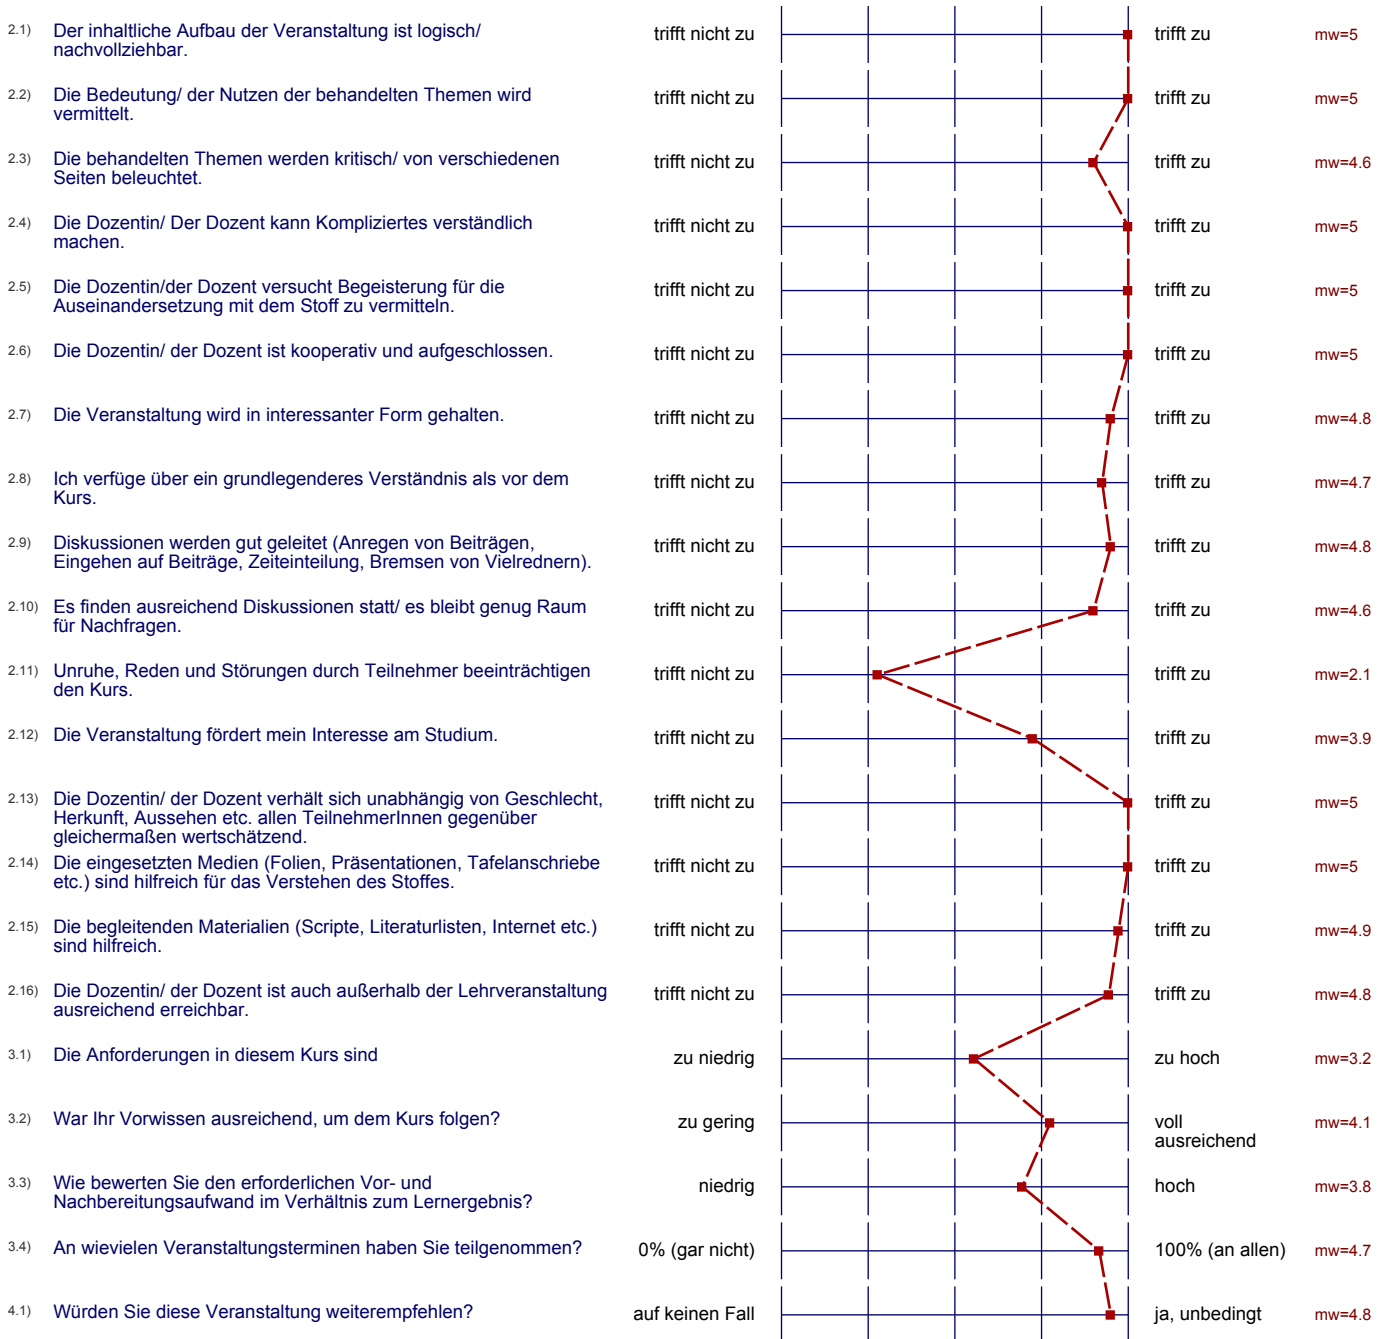 2.1) Der inhaltliche Aufbau der Veranstaltung ist logisch/ trifft nicht zu trifft zu mw=5
nachvollziehbar.
2.2) Die Bedeutung/ der Nutzen der behandelten Themen wird trifft nicht zu trifft zu mw=5
vermittelt.
2.3) Die behandelten Themen werden kritisch/ von verschiedenen trifft nicht zu trifft zu mw=4.6
Seiten beleuchtet.
2.4) Die Dozentin/ Der Dozent kann Kompliziertes verständlich trifft nicht zu trifft zu mw=5
machen.
2.5) Die Dozentin/der Dozent versucht Begeisterung für die trifft nicht zu trifft zu mw=5
Auseinandersetzung mit dem Stoff zu vermitteln.
2.6) Die Dozentin/ der Dozent ist kooperativ und aufgeschlossen. trifft nicht zu trifft zu mw=5
2.7) Die Veranstaltung wird in interessanter Form gehalten. trifft nicht zu trifft zu mw=4.8
2.8) Ich verfüge über ein grundlegenderes Verständnis als vor dem trifft nicht zu trifft zu mw=4.7
Kurs.
2.9) Diskussionen werden gut geleitet (Anregen von Beiträgen, trifft nicht zu trifft zu mw=4.8
Eingehen auf Beiträge, Zeiteinteilung, Bremsen von Vielrednern).
2.10) Es finden ausreichend Diskussionen statt/ es bleibt genug Raum trifft nicht zu trifft zu mw=4.6
für Nachfragen.
2.11) Unruhe, Reden und Störungen durch Teilnehmer beeinträchtigen trifft nicht zu trifft zu mw=2.1
den Kurs.
2.12) Die Veranstaltung fördert mein Interesse am Studium. trifft nicht zu trifft zu mw=3.9
2.13) Die Dozentin/ der Dozent verhält sich unabhängig von Geschlecht, trifft nicht zu trifft zu mw=5
Herkunft, Aussehen etc. allen TeilnehmerInnen gegenüber
gleichermaßen wertschätzend.
2.14) Die eingesetzten Medien (Folien, Präsentationen, Tafelanschriebe trifft nicht zu trifft zu mw=5
etc.) sind hilfreich für das Verstehen des Stoffes.
2.15) Die begleitenden Materialien (Scripte, Literaturlisten, Internet etc.) trifft nicht zu trifft zu mw=4.9
sind hilfreich.
2.16) Die Dozentin/ der Dozent ist auch außerhalb der Lehrveranstaltung trifft nicht zu trifft zu mw=4.8
ausreichend erreichbar.
3.1) Die Anforderungen in diesem Kurs sind zu niedrig zu hoch mw=3.2
3.2) War Ihr Vorwissen ausreichend, um dem Kurs folgen? zu gering voll mw=4.1
ausreichend
3.3) Wie bewerten Sie den erforderlichen Vor- und niedrig hoch mw=3.8
Nachbereitungsaufwand im Verhältnis zum Lernergebnis?
3.4) An wievielen Veranstaltungsterminen haben Sie teilgenommen? 0% (gar nicht) 100% (an allen) mw=4.7
4.1) Würden Sie diese Veranstaltung weiterempfehlen? auf keinen Fall ja, unbedingt mw=4.8